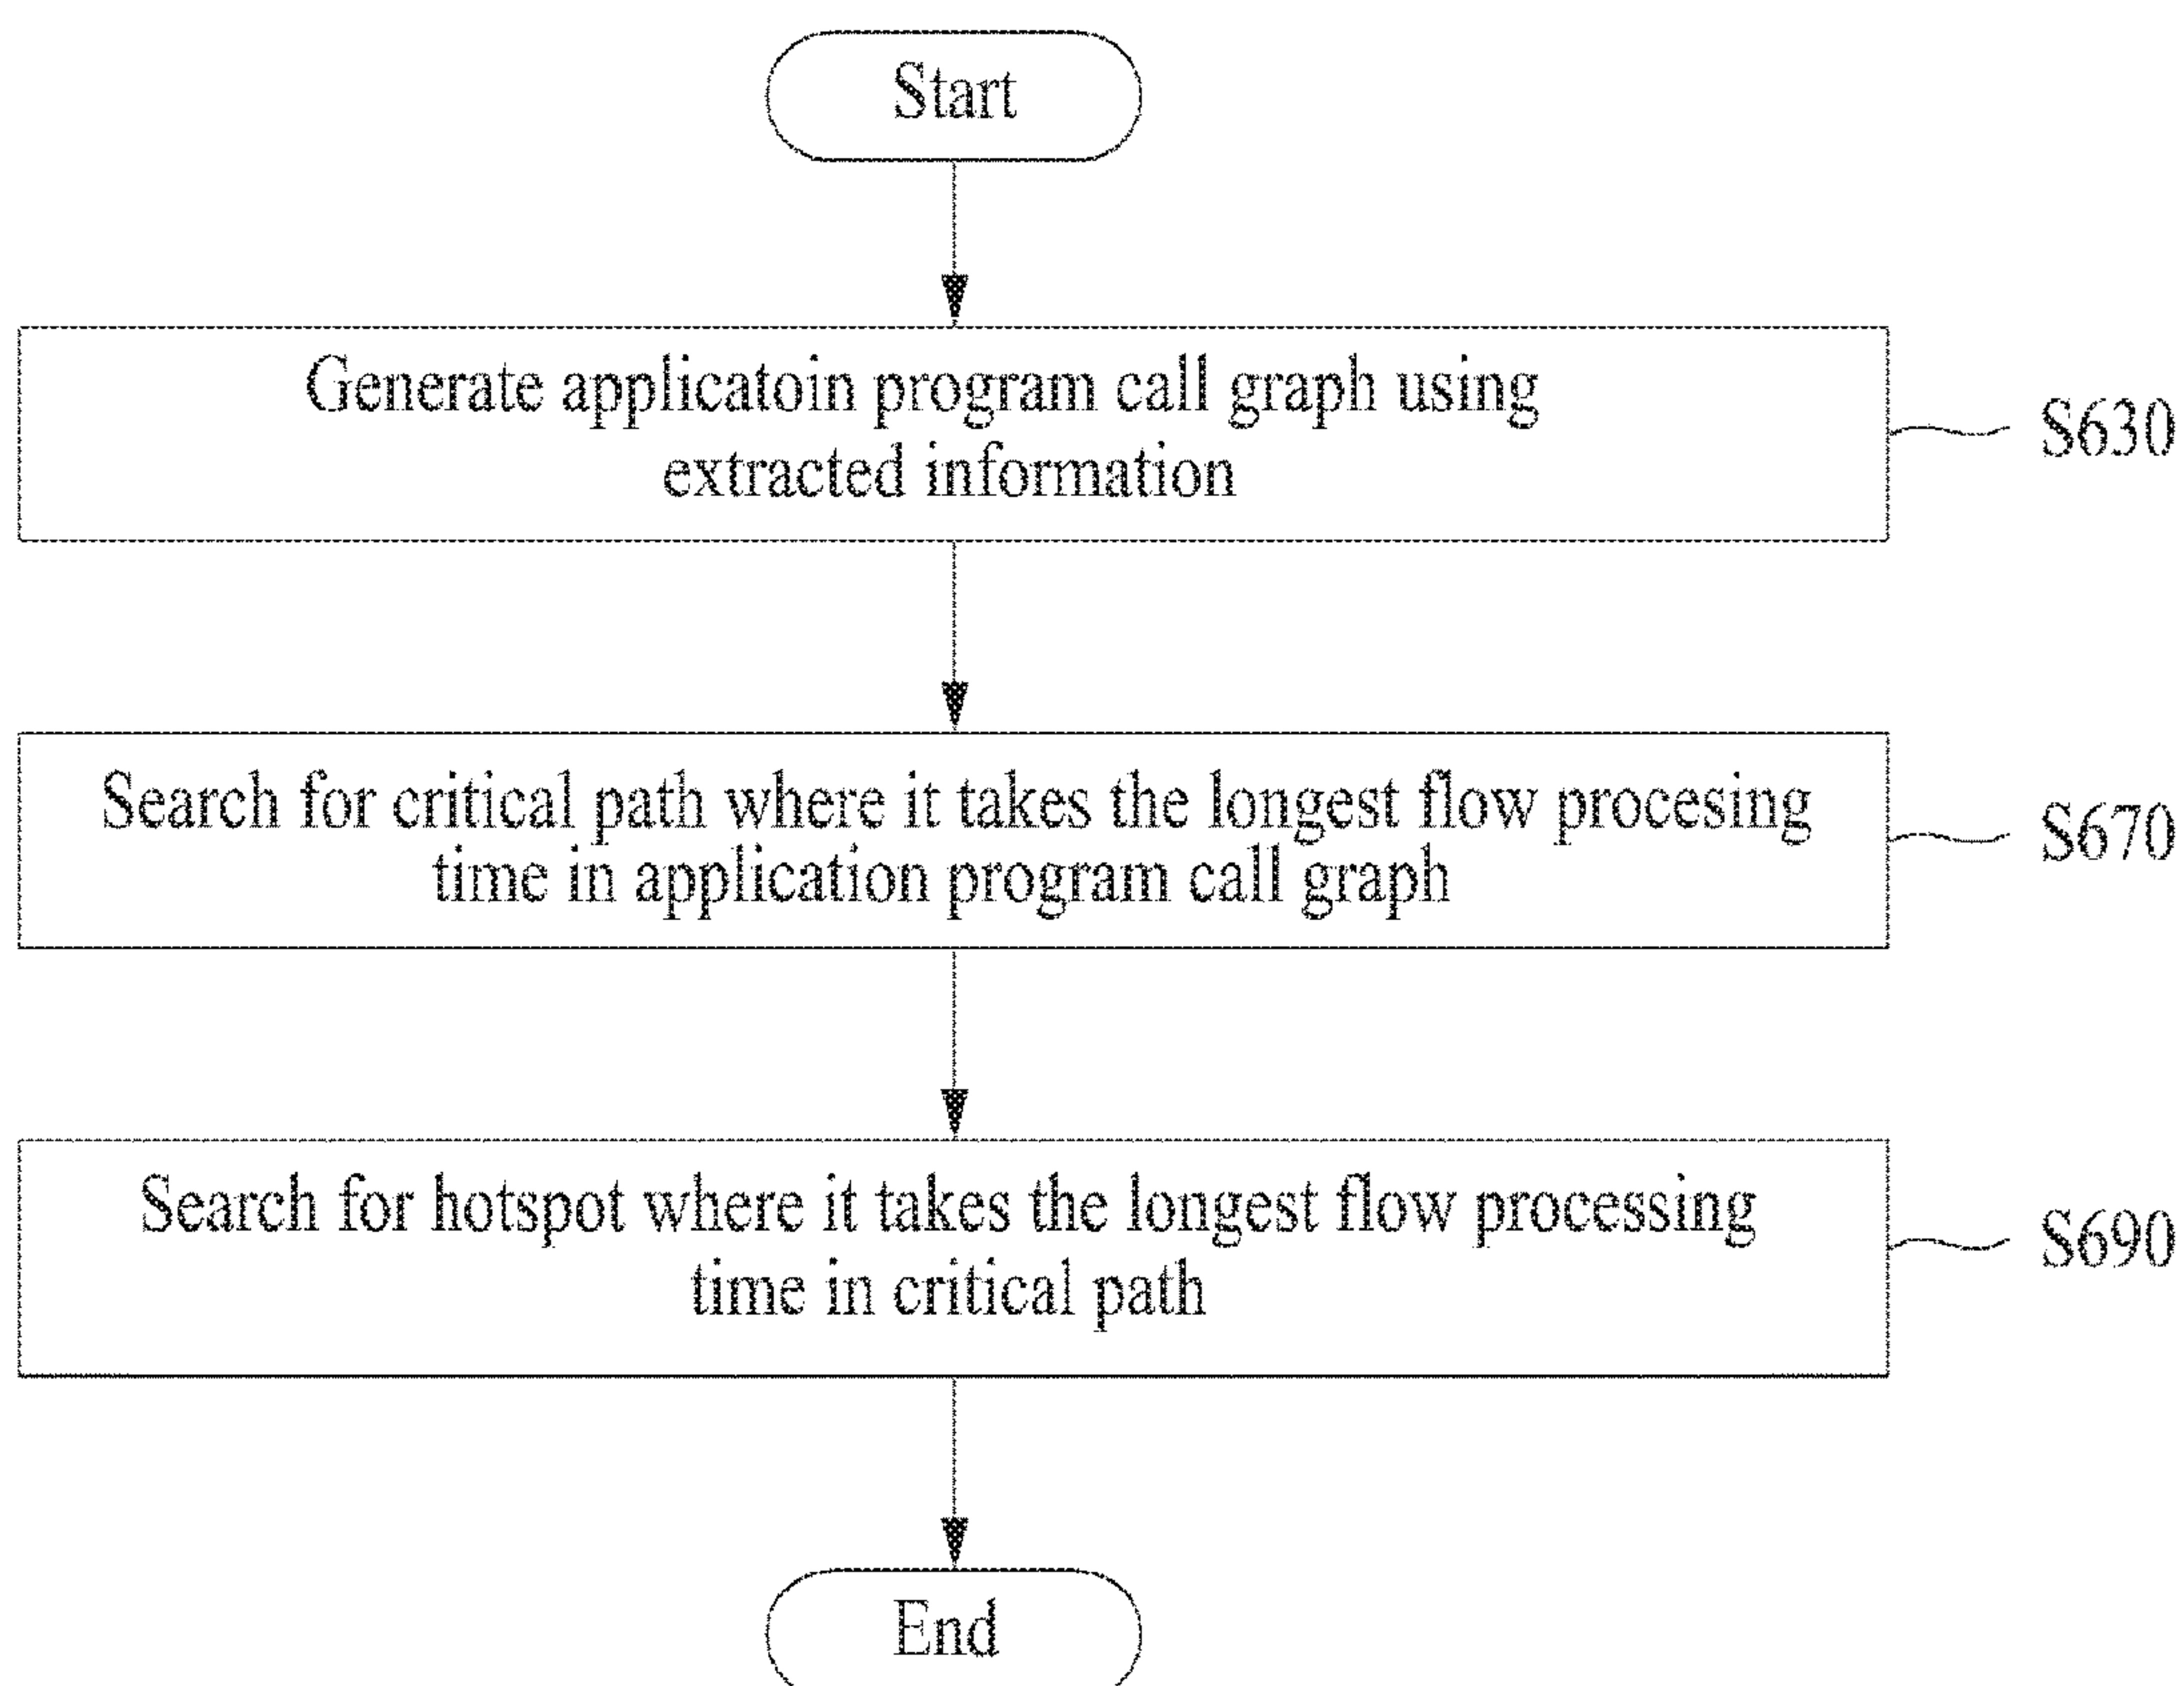 Start
Generate applicatoin program call graph using
extracted information
S630
Search for critical path where it takes the longest flow procesing
time in application program call graph
S670
Search for hotspot where it takes the longest flow processing
time in critical path
S690
End